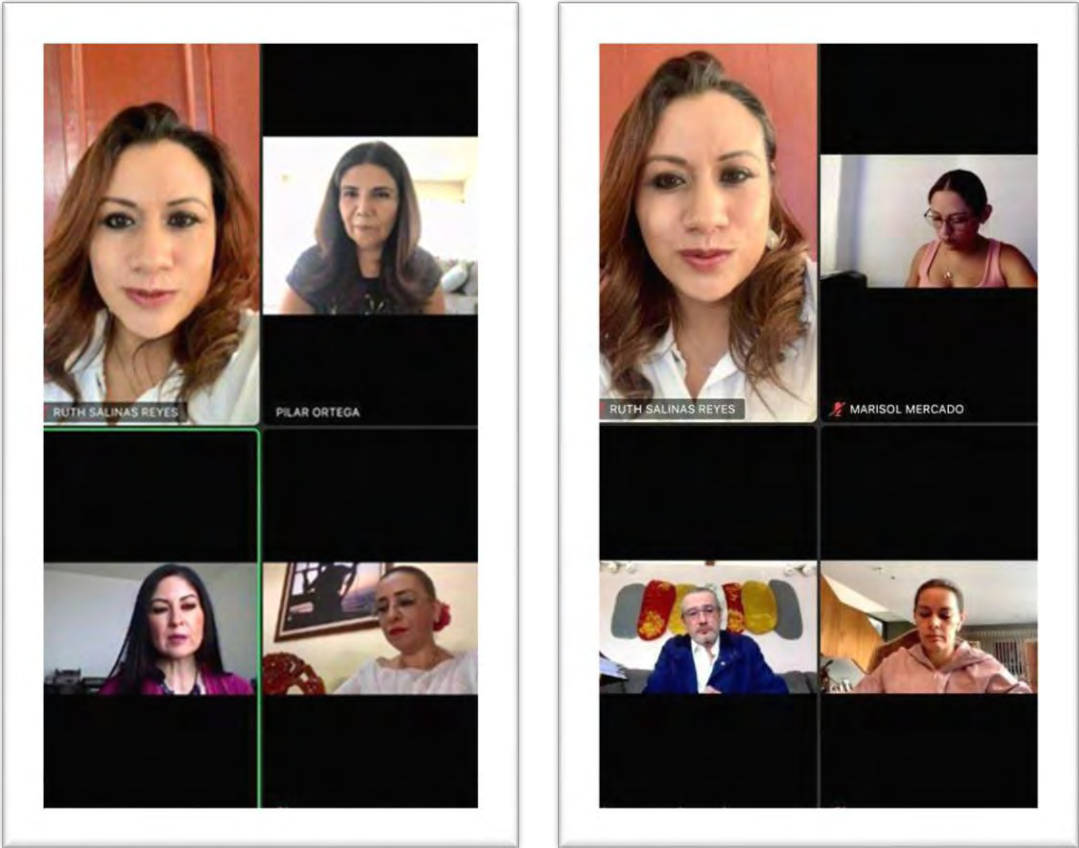 RUTH SALINAS REYES
PILAR ORTEGA
RUTH SALINAS REYES
MARISOL MERCADO